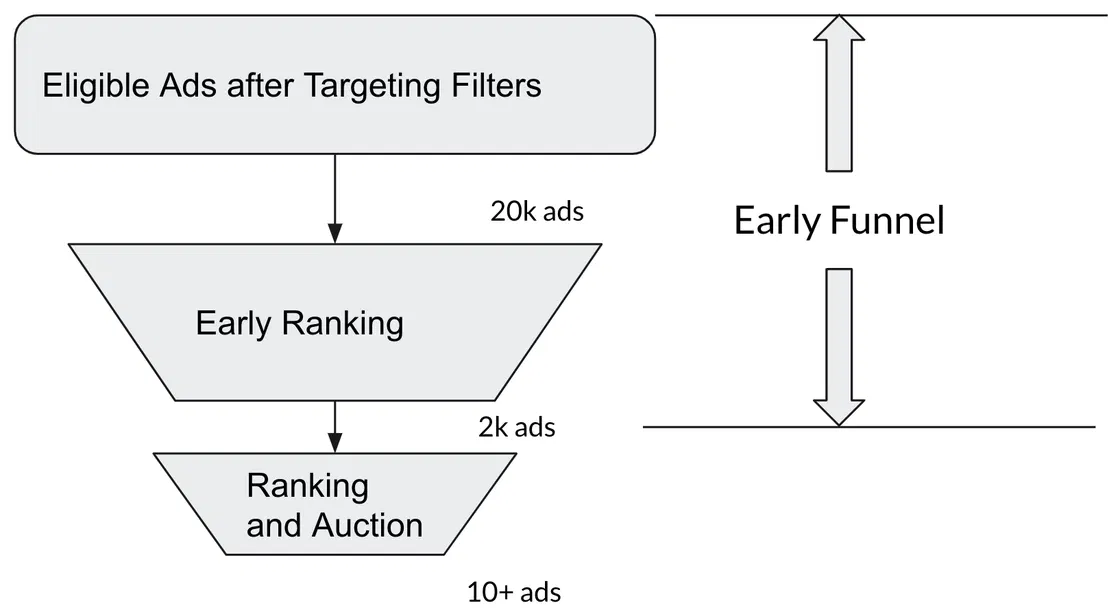 Eligible Ads after Targeting Filters
20k ads
Early Funnel
Early Ranking
2k ads
Ranking
and Auction
10+ ads